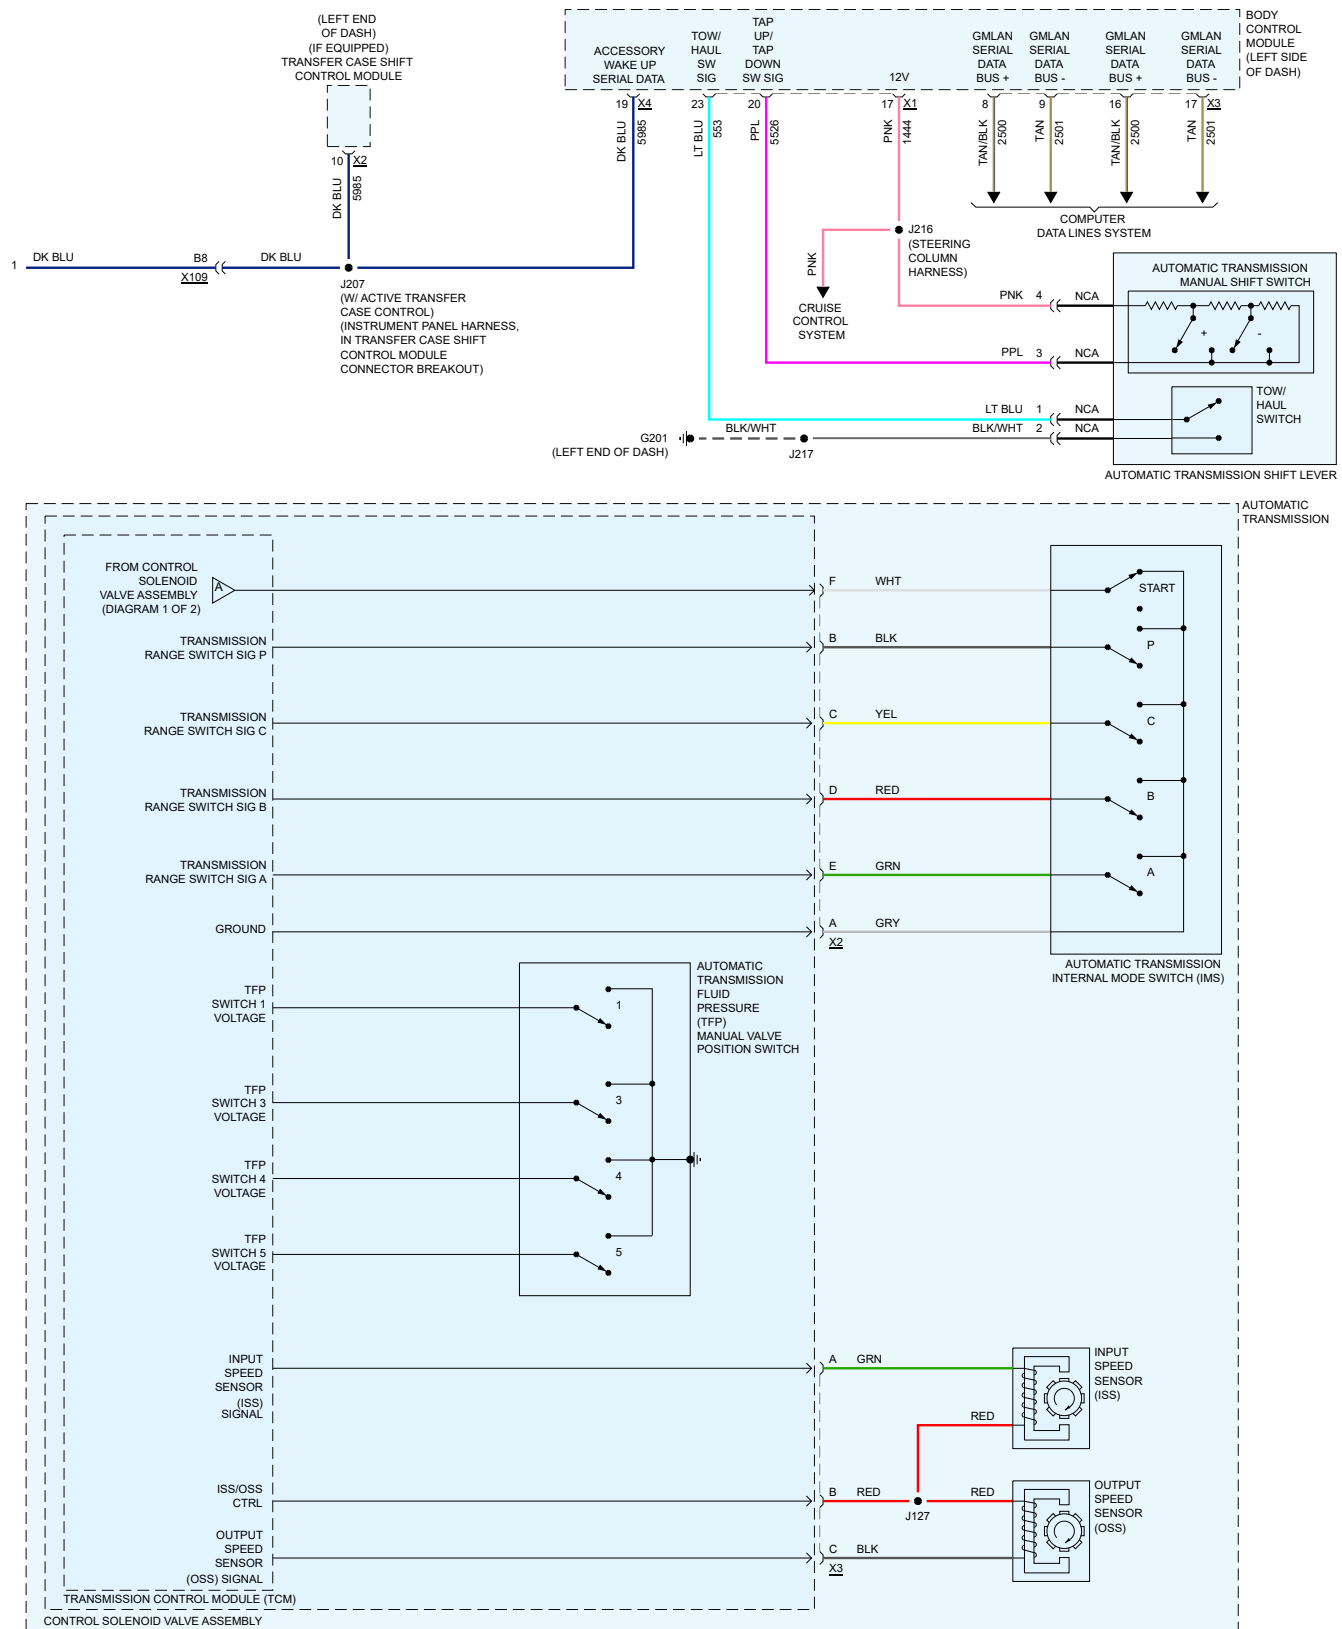 (LEFT END
OF DASH)
(IF EQUIPPED)
TRANSFER CASE SHIFT
CONTROL MODULE
10 X2
DK BLU
5985
1
DK BLU
B8
X109
DK BLU
J207
(W/ ACTIVE TRANSFER
CASE CONTROL)
(INSTRUMENT PANEL HARNESS,
IN TRANSFER CASE SHIFT
CONTROL MODULE
CONNECTOR BREAKOUT)
BODY
CONTROL
MODULE
(LEFT SIDE
OF DASH)
ACCESSORY
WAKE UP
SERIAL DATA
TOW/
HAUL
SW
SIG
TAP
UP/
TAP
DOWN
SW SIG
12V
GMLAN
SERIAL
DATA
BUS +
GMLAN
SERIAL
DATA
BUS -
GMLAN
SERIAL
DATA
BUS +
GMLAN
SERIAL
DATA
BUS -
19 X4
23
20
17 X1
8
9
16
17 X3
DK BLU
5985
LT BLU
553
PPL
5526
PNK
1444
TAN/BLK
2500
TAN
2501
TAN/BLK
2500
TAN
2501
COMPUTER
DATA LINES SYSTEM
J216
(STEERING
COLUMN
HARNESS)
PNK
CRUISE
CONTROL
SYSTEM
PNK 4 NCA
PPL 3 NCA
LT BLU 1 NCA
BLK/WHT 2 NCA
G201
(LEFT END OF DASH)
BLK/WHT
J217
AUTOMATIC TRANSMISSION
MANUAL SHIFT SWITCH
+
-
TOW/
HAUL
SWITCH
AUTOMATIC TRANSMISSION SHIFT LEVER
AUTOMATIC
TRANSMISSION
FROM CONTROL
SOLENOID
VALVE ASSEMBLY
(DIAGRAM 1 OF 2)
A
F WHT
START
TRANSMISSION
RANGE SWITCH SIG P
B BLK
P
TRANSMISSION
RANGE SWITCH SIG C
C YEL
C
TRANSMISSION
RANGE SWITCH SIG B
D RED
B
TRANSMISSION
RANGE SWITCH SIG A
E GRN
A
GROUND
A GRY
X2
AUTOMATIC TRANSMISSION
INTERNAL MODE SWITCH (IMS)
TFP
SWITCH 1
VOLTAGE
1
AUTOMATIC
TRANSMISSION
FLUID
PRESSURE
(TFP)
MANUAL VALVE
POSITION SWITCH
TFP
SWITCH 3
VOLTAGE
3
TFP
SWITCH 4
VOLTAGE
4
TFP
SWITCH 5
VOLTAGE
5
INPUT
SPEED
SENSOR
(ISS)
SIGNAL
A GRN
INPUT
SPEED
SENSOR
(ISS)
RED
ISS/OSS
CTRL
B RED
J127
RED
OUTPUT
SPEED
SENSOR
(OSS)
OUTPUT
SPEED
SENSOR
(OSS) SIGNAL
C BLK
X3
TRANSMISSION CONTROL MODULE (TCM)
CONTROL SOLENOID VALVE ASSEMBLY